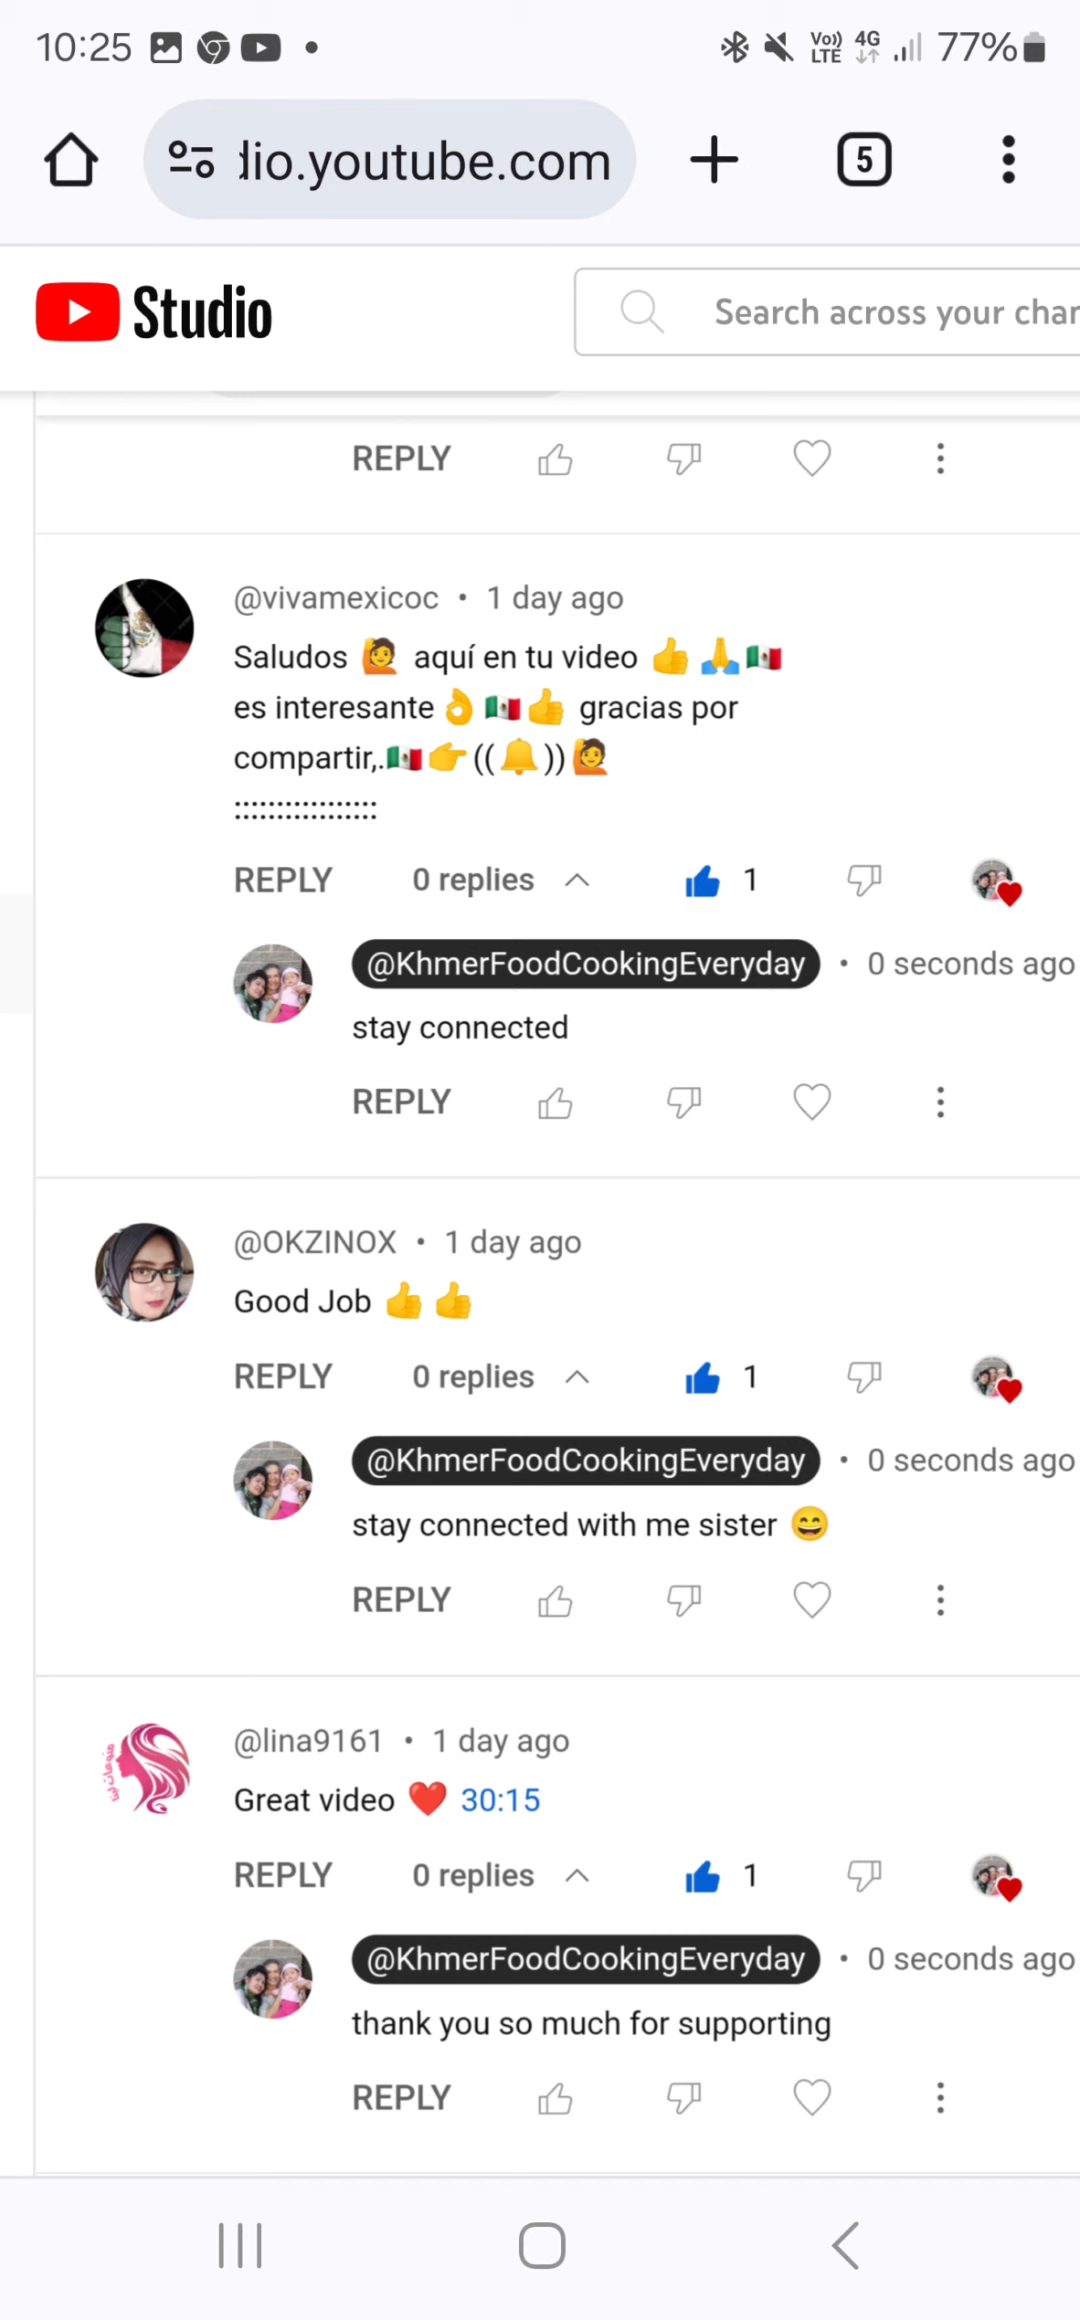 10:25 Vo)) LTE 4G 77%
dio.youtube.com 5
Studio Search across your
REPLY
@vivamexicoc • 1 day ago
Saludos 🙋 aquí en tu video 👍🙏🇲🇽
es interesante 👌🇲🇽👍 gracias por
compartir,.🇲🇽👉((🔔))🙋
:::::::::::::::::
REPLY 0 replies 1
@KhmerFoodCookingEveryday • 0 seconds ago
stay connected
REPLY
@OKZINOX • 1 day ago
Good Job 👍👍
REPLY 0 replies 1
@KhmerFoodCookingEveryday • 0 seconds ago
stay connected with me sister 😄
REPLY
@lina9161 • 1 day ago
Great video ❤️ 30:15
REPLY 0 replies 1
@KhmerFoodCookingEveryday • 0 seconds ago
thank you so much for supporting
REPLY